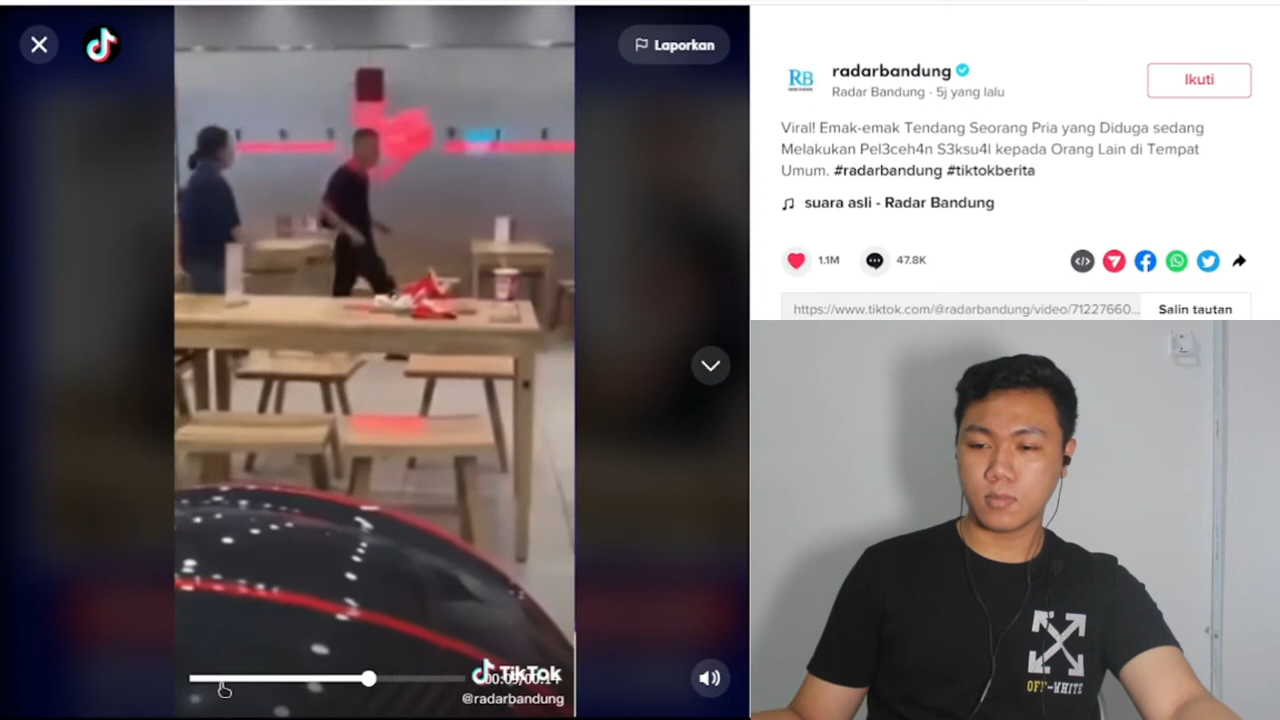 Laporkan
TikTok
@radarbandung
RB
radarbandung
Radar Bandung · 5j yang lalu
Ikuti
Viral! Emak-emak Tendang Seorang Pria yang Diduga sedang
Melakukan Pel3ceh4n S3ksu4l kepada Orang Lain di Tempat
Umum. #radarbandung #tiktokberita
suara asli - Radar Bandung
1.1M
47.8K
https://www.tiktok.com/@radarbandung/video/71227660...
Salin tautan
OFF-WHITE